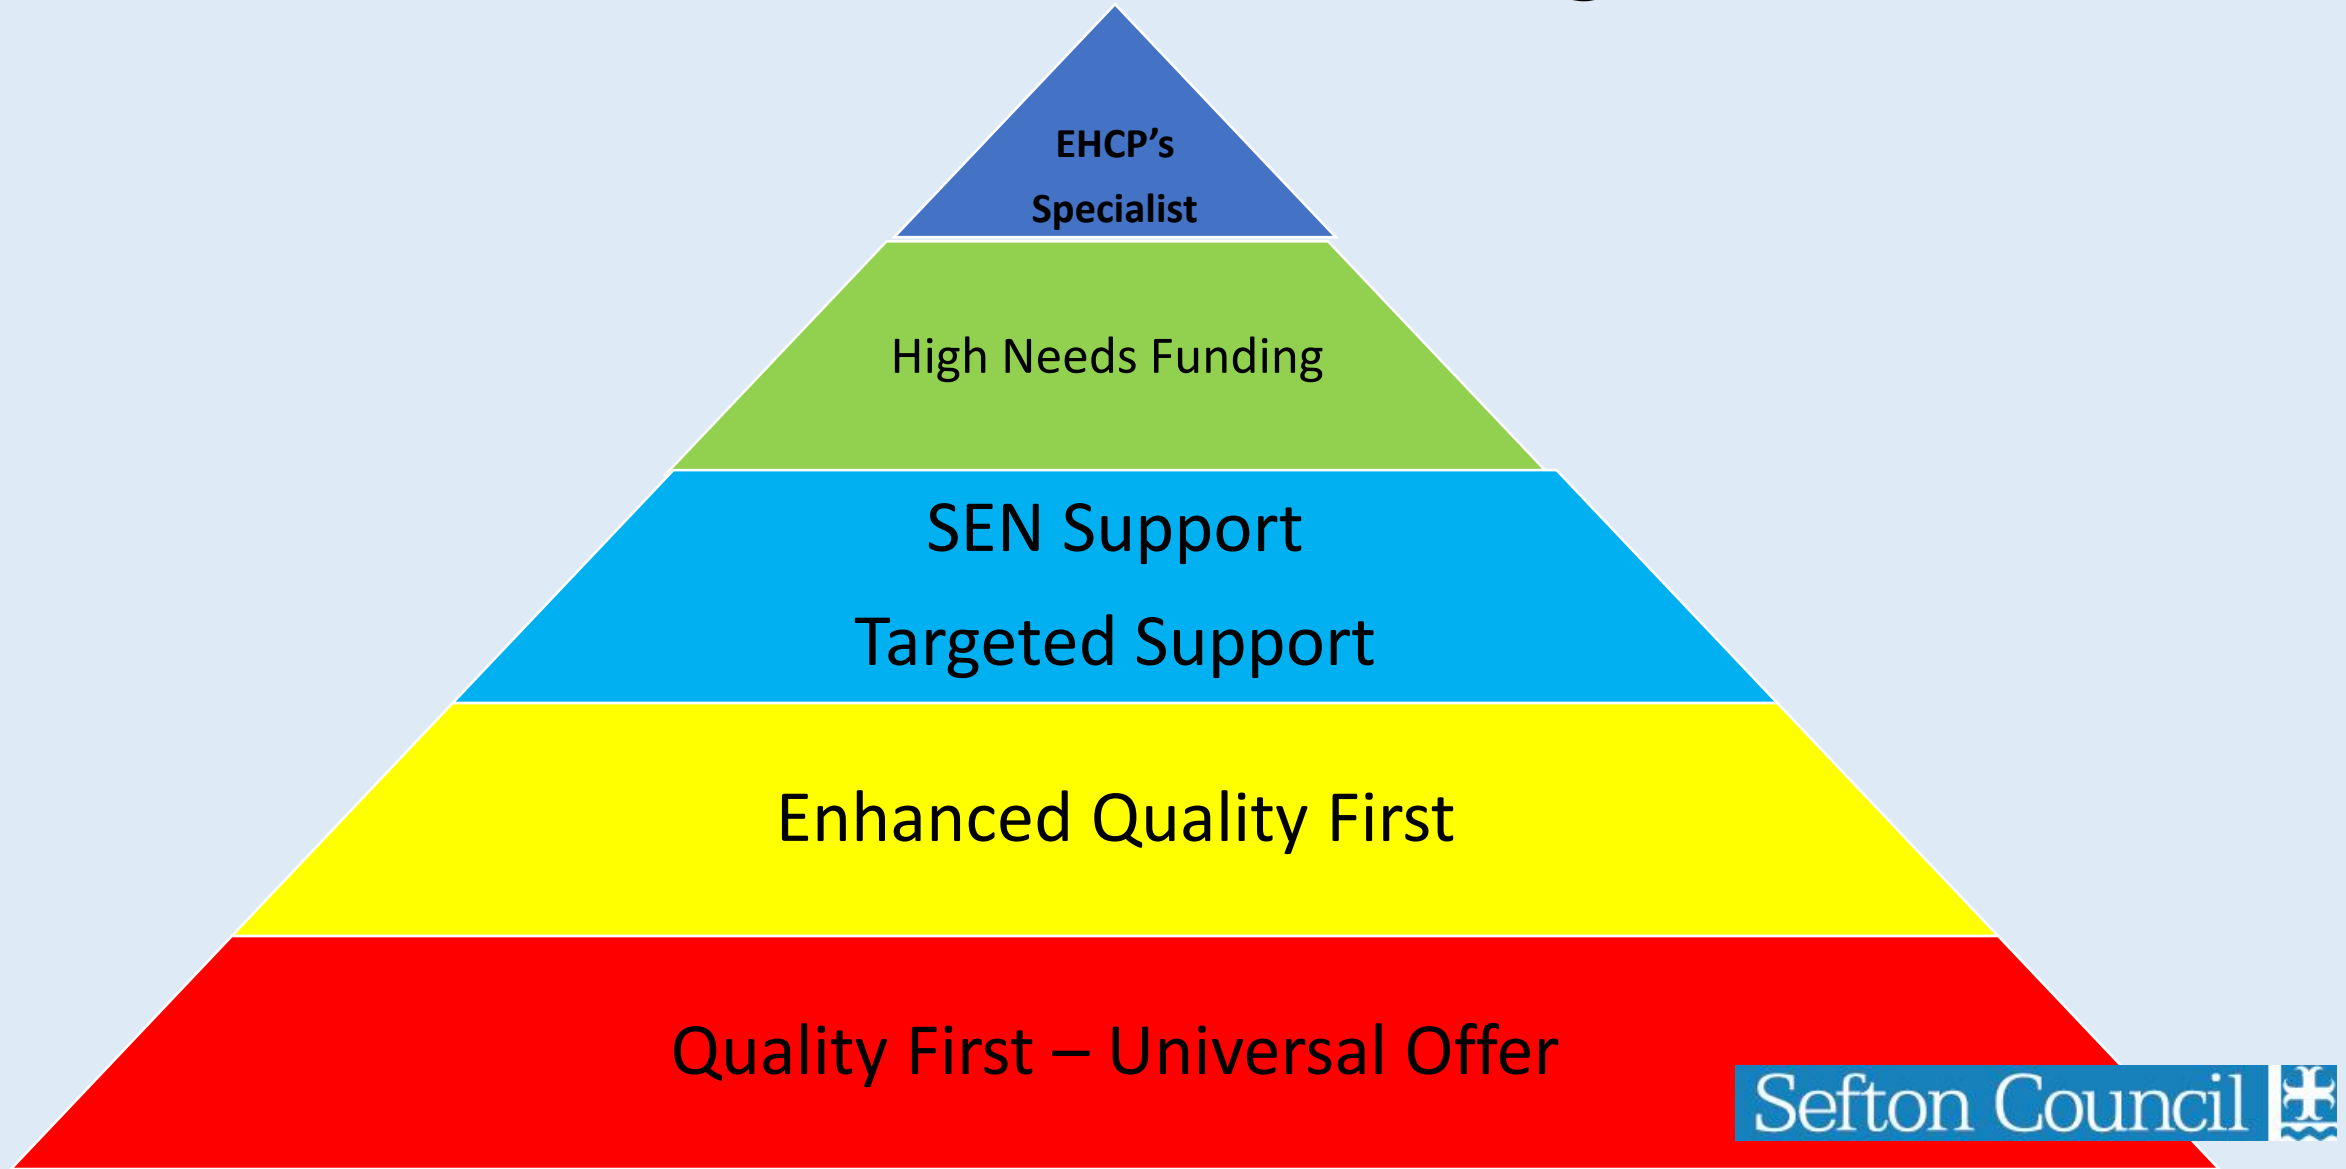 EHCP’s
Specialist
High Needs Funding
SEN Support
Targeted Support
Enhanced Quality First
Quality First – Universal Offer
Sefton Council